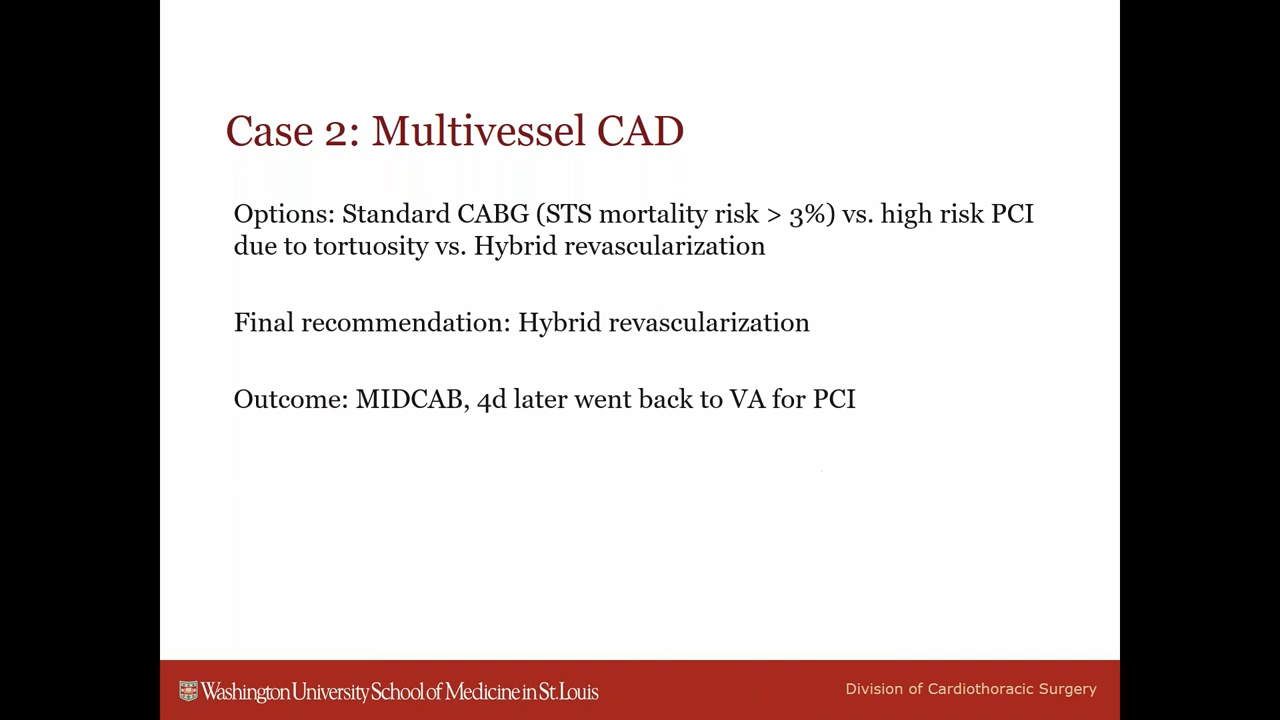 Case 2: Multivessel CAD
Options: Standard CABG (STS mortality risk > 3%) vs. high risk PCI
due to tortuosity vs. Hybrid revascularization
Final recommendation: Hybrid revascularization
Outcome: MIDCAB, 4d later went back to VA for PCI
Washington University School of Medicine in St. Louis
Division of Cardiothoracic Surgery